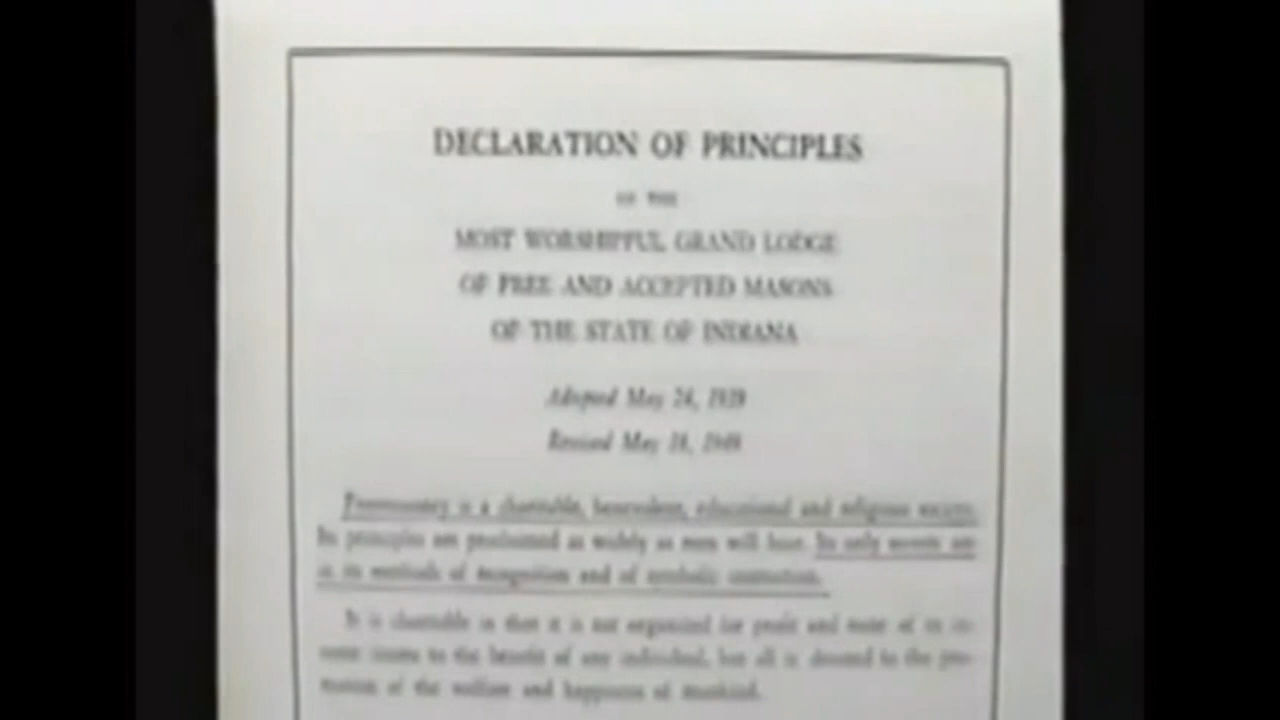 DECLARATION OF PRINCIPLES
OF THE
MOST WORSHIPFUL GRAND LODGE
OF FREE AND ACCEPTED MASONS
OF THE STATE OF INDIANA
Adopted May 24, 1939
Revised May 18, 1948
Freemasonry is a charitable, benevolent, educational and religious society.
Its principles are proclaimed as widely as men will hear. Its only secrets are
in its methods of recognition and of symbolic instruction.
It is charitable in that it is not organized for profit and none of its in-
come inures to the benefit of any individual, but all is devoted to the pro-
motion of the welfare and happiness of mankind.